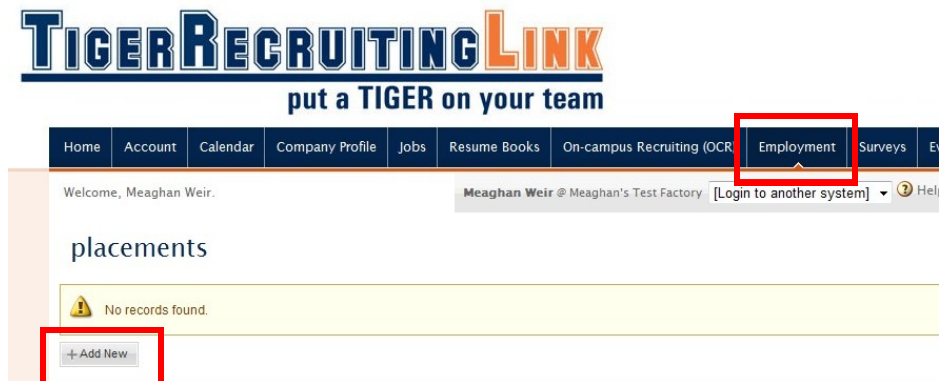 TIGERRECRUITINGLINK
put a TIGER on your team
Home Account Calendar Company Profile Jobs Resume Books On-campus Recruiting (OCR) Employment Surveys
Welcome, Meaghan Weir. Meaghan Weir @ Meaghan's Test Factory [Login to another system] ? Help
placements
! No records found.
+ Add New